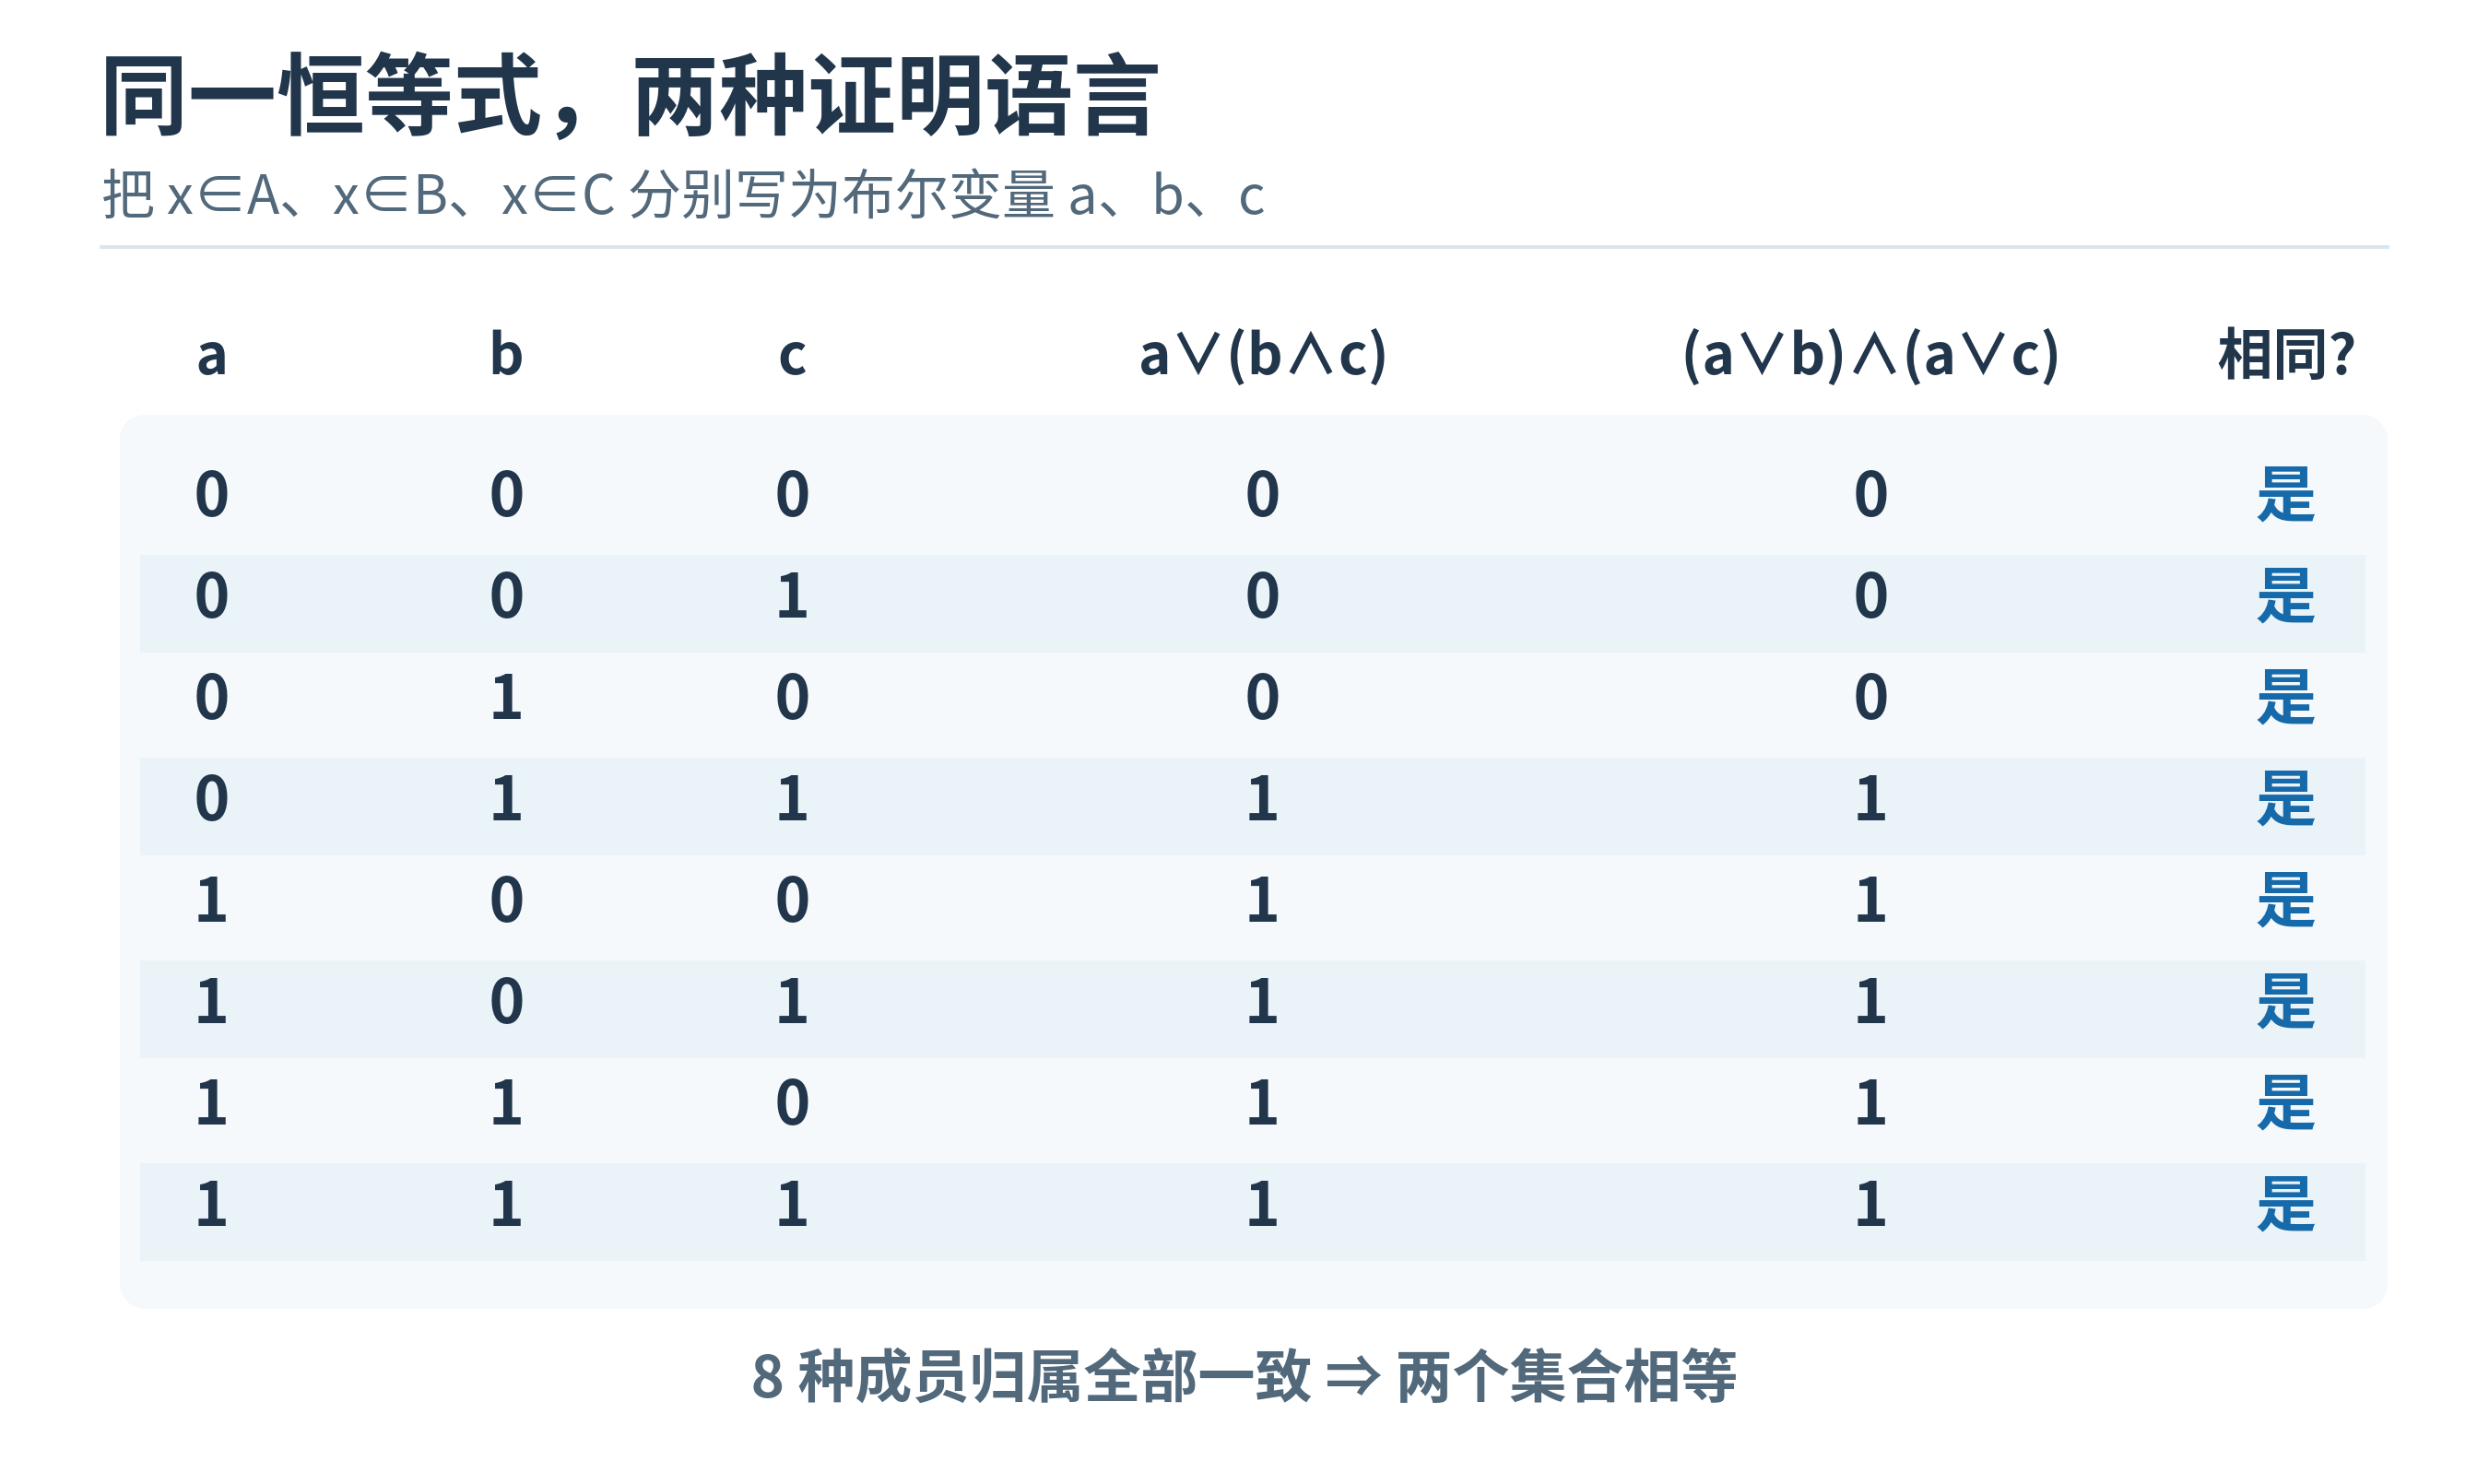 同一恒等式，两种证明语言
把 x∈A、x∈B、x∈C 分别写为布尔变量 a、b、c
a b c a∨(b∧c) (a∨b)∧(a∨c) 相同?
0 0 0 0 0 是
0 0 1 0 0 是
0 1 0 0 0 是
0 1 1 1 1 是
1 0 0 1 1 是
1 0 1 1 1 是
1 1 0 1 1 是
1 1 1 1 1 是
8 种成员归属全部一致 ⇒ 两个集合相等